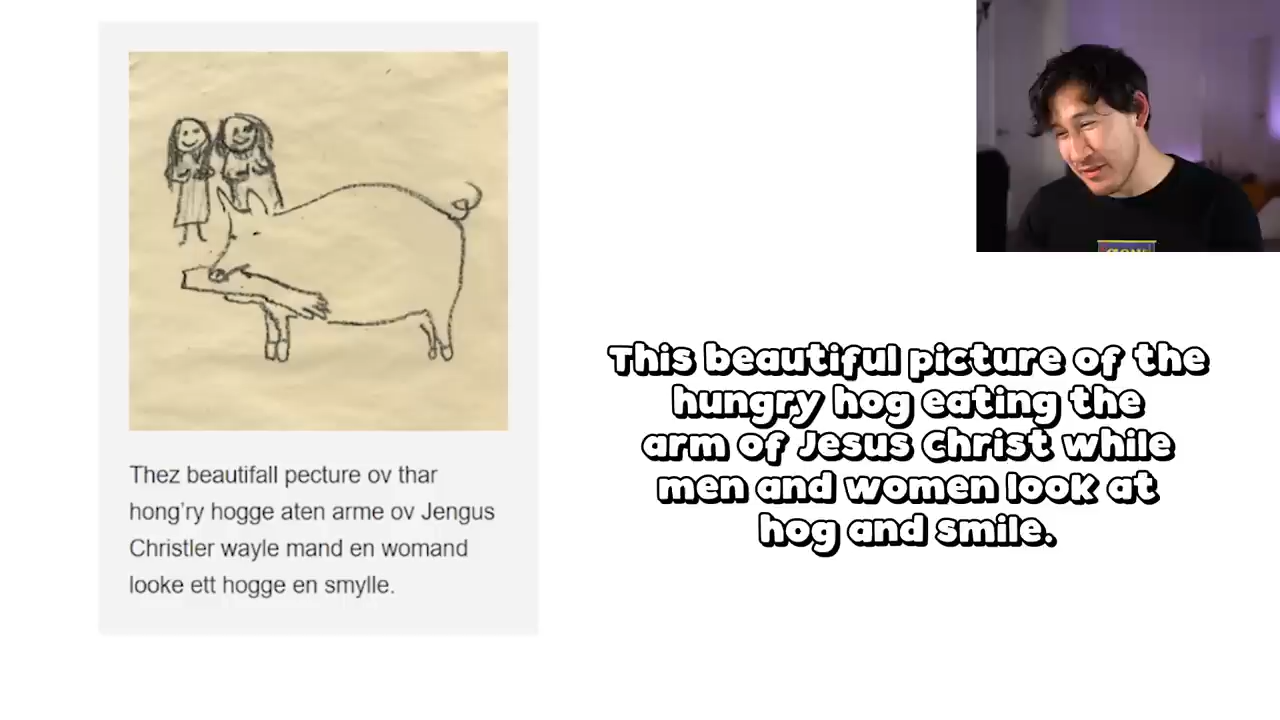 Thez beautifall pecture ov thar
hong'ry hogge aten arme ov Jengus
Christler wayle mand en womand
looke ett hogge en smylle.
This beautiful picture of the
hungry hog eating the
arm of Jesus Christ while
men and women look at
hog and smile.